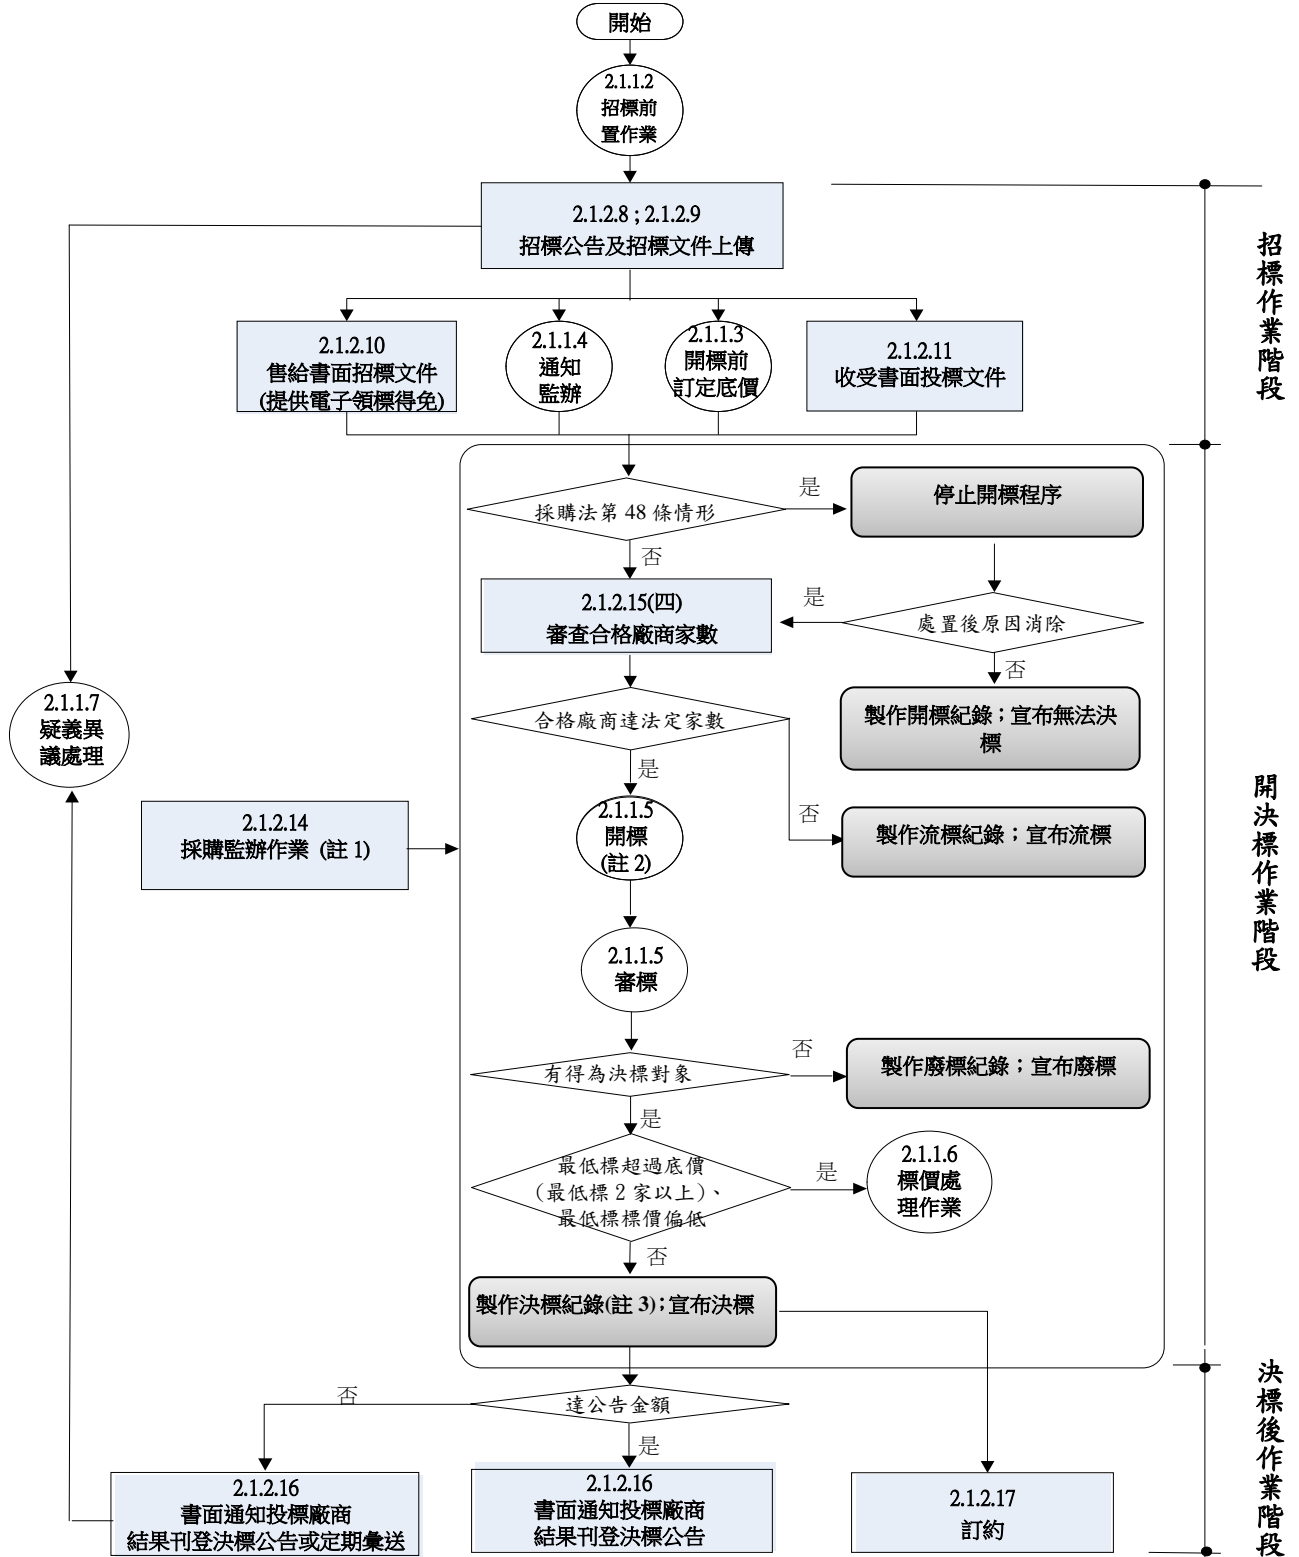 開始
2.1.1.2
招標前
置作業
2.1.2.8 ; 2.1.2.9
招標公告及招標文件上傳
招標作業階段
2.1.2.10
售給書面招標文件
(提供電子領標得免)
2.1.1.4
通知
監辦
2.1.1.3
開標前
訂定底價
2.1.2.11
收受書面投標文件
採購法第 48 條情形
是
停止開標程序
否
2.1.2.15(四)
審查合格廠商家數
是
處置後原因消除
否
2.1.1.7
疑義異
議處理
合格廠商達法定家數
製作開標紀錄；宣布無法決
標
是
開決標作業階段
2.1.2.14
採購監辦作業 (註 1)
2.1.1.5
開標
(註 2)
否
製作流標紀錄；宣布流標
2.1.1.5
審標
有得為決標對象
否
製作廢標紀錄；宣布廢標
是
最低標超過底價
(最低標 2 家以上)、
最低標標價偏低
是
2.1.1.6
標價處
理作業
否
製作決標紀錄(註 3)；宣布決標
決標後作業階段
否
達公告金額
是
2.1.2.16
書面通知投標廠商
結果刊登決標公告或定期彙送
2.1.2.16
書面通知投標廠商
結果刊登決標公告
2.1.2.17
訂約